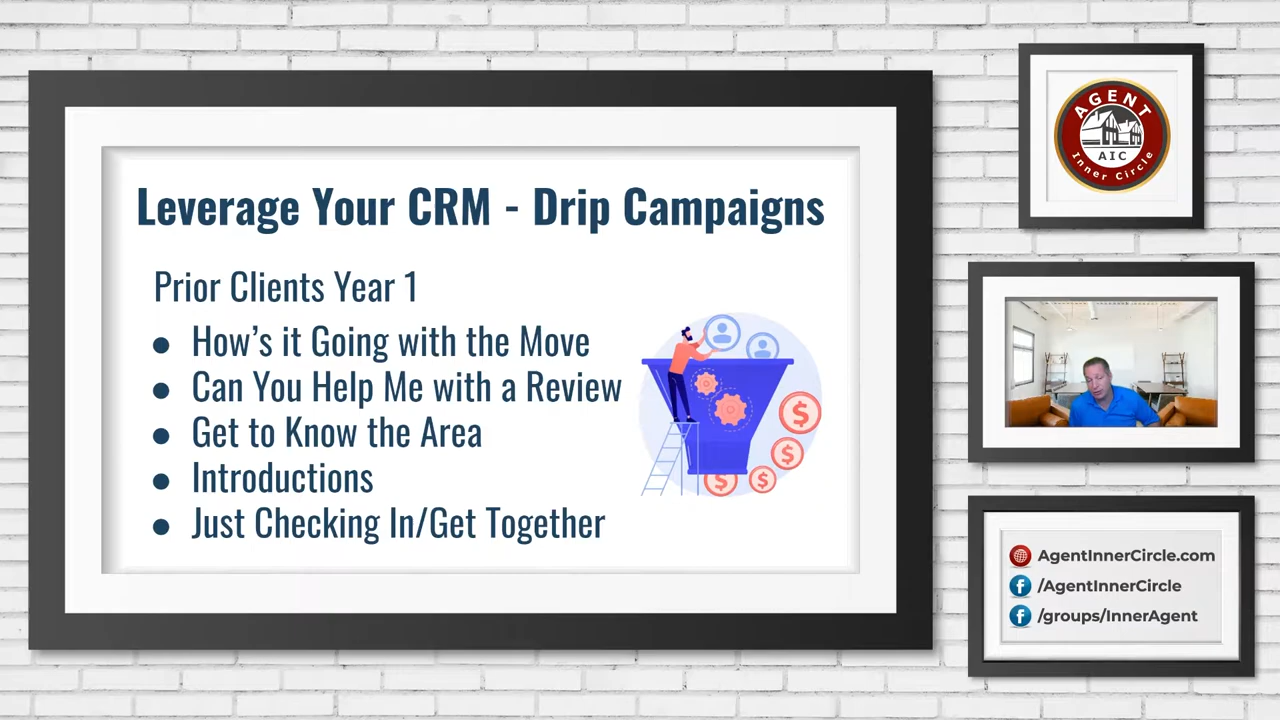 Leverage Your CRM - Drip Campaigns
Prior Clients Year 1
● How's it Going with the Move
● Can You Help Me with a Review
● Get to Know the Area
● Introductions
● Just Checking In/Get Together
$
$
$
$
AGENT
AIC
Inner Circle
AgentInnerCircle.com
f /AgentInnerCircle
f /groups/InnerAgent